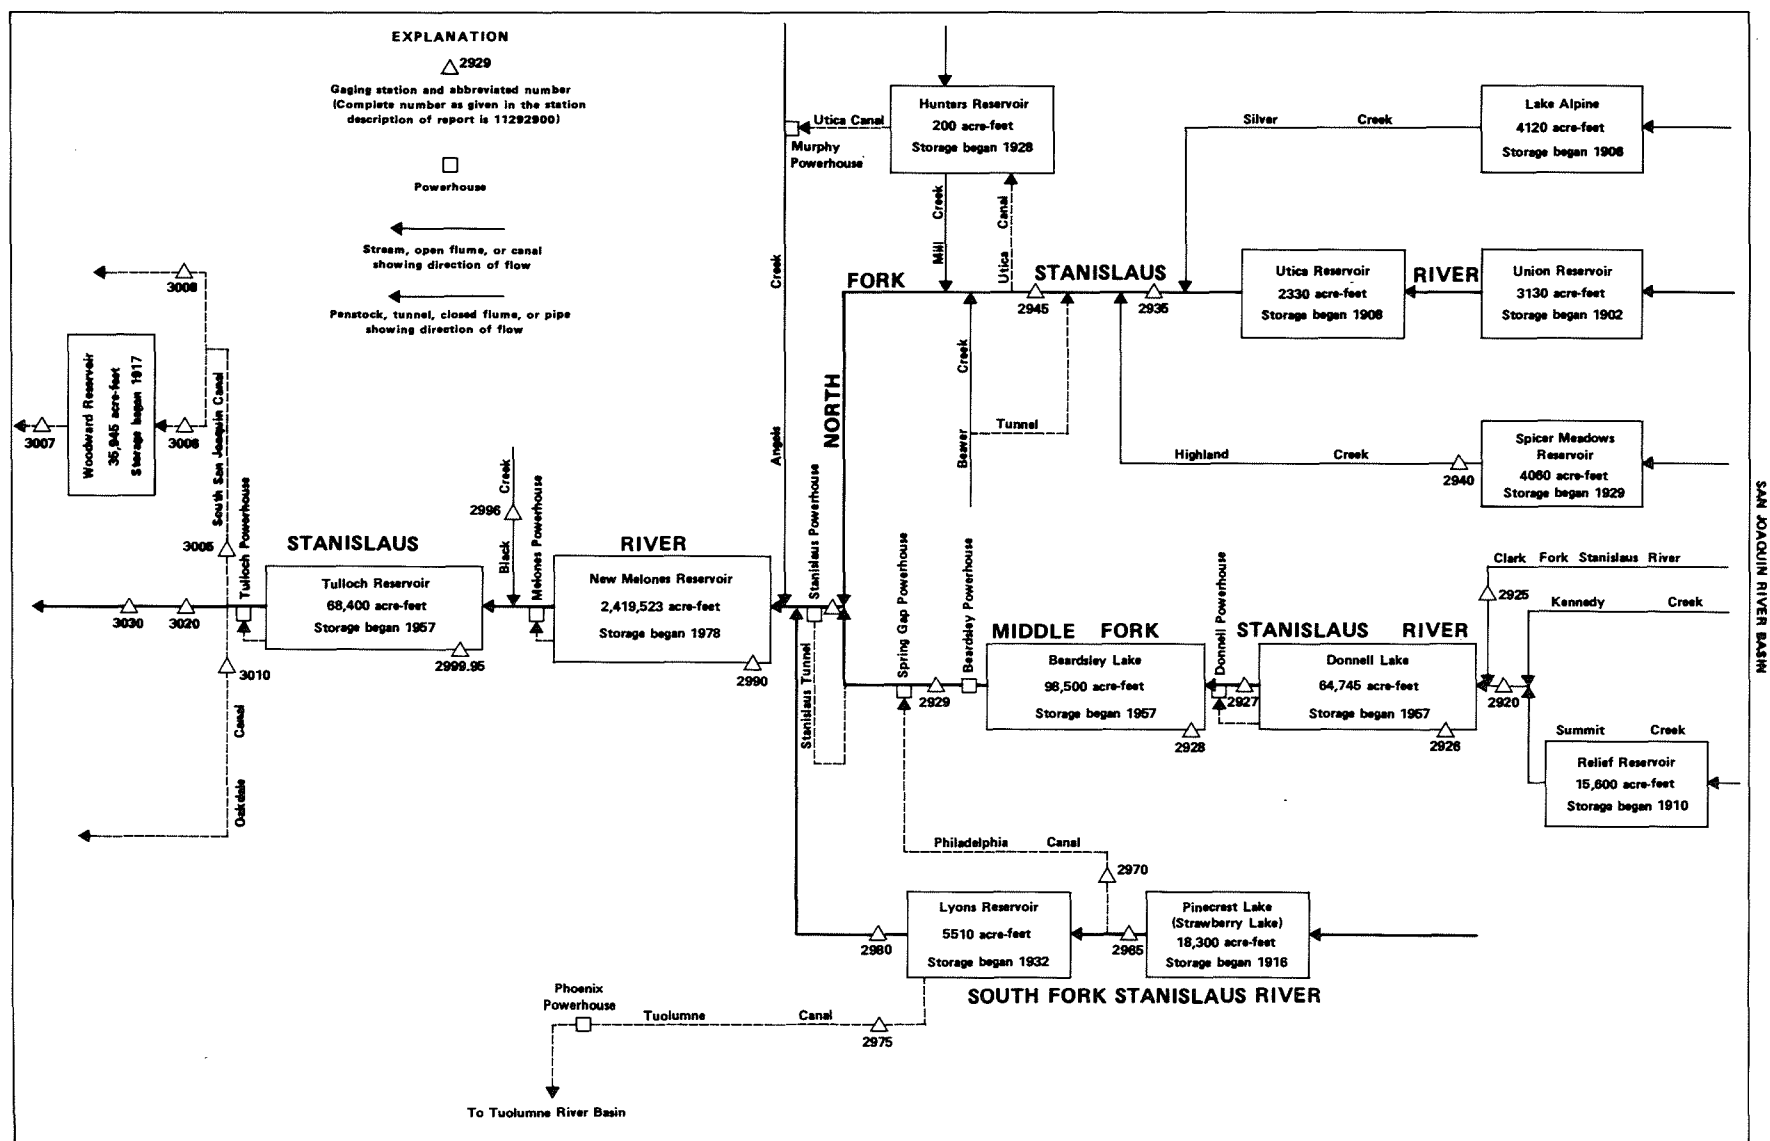 EXPLANATION
2929
Gaging station and abbreviated number
(Complete number as given in the station
description of report is 11292900)
Powerhouse
Stream, open flume, or canal
showing direction of flow
Penstock, tunnel, closed flume, or pipe
showing direction of flow
Hunters Reservoir
200 acre-feet
Storage began 1928
Utica Canal
Murphy
Powerhouse
Mill Creek
Utica Canal
Silver Creek
Lake Alpine
4120 acre-feet
Storage began 1908
NORTH FORK STANISLAUS RIVER
Utica Reservoir
2330 acre-feet
Storage began 1908
Union Reservoir
3130 acre-feet
Storage began 1902
2945
2935
Beaver Creek
Tunnel
Highland Creek
2940
Spicer Meadows
Reservoir
4060 acre-feet
Storage began 1929
Angels Creek
3008
Woodward Reservoir
36,945 acre-feet
Storage began 1917
3007
3006
South San Joaquin Canal
3005
Tulloch Powerhouse
STANISLAUS RIVER
Tulloch Reservoir
68,400 acre-feet
Storage began 1957
2999.95
2996
Black Creek
Melones Powerhouse
New Melones Reservoir
2,419,523 acre-feet
Storage began 1978
2990
3030
3020
3010
Oakdale Canal
Stanislaus Powerhouse
Stanislaus Tunnel
Spring Gap Powerhouse
2929
Beardsley Powerhouse
MIDDLE FORK STANISLAUS RIVER
Beardsley Lake
98,500 acre-feet
Storage began 1957
2928
Donnell Powerhouse
2927
Donnell Lake
64,745 acre-feet
Storage began 1957
2926
Clark Fork Stanislaus River
2925
Kennedy Creek
2920
Summit Creek
Relief Reservoir
15,600 acre-feet
Storage began 1910
Philadelphia Canal
2970
Lyons Reservoir
5510 acre-feet
Storage began 1932
2980
2965
Pinecrest Lake
(Strawberry Lake)
18,300 acre-feet
Storage began 1916
SOUTH FORK STANISLAUS RIVER
Phoenix
Powerhouse
Tuolumne Canal
2975
To Tuolumne River Basin
SAN JOAQUIN RIVER BASIN